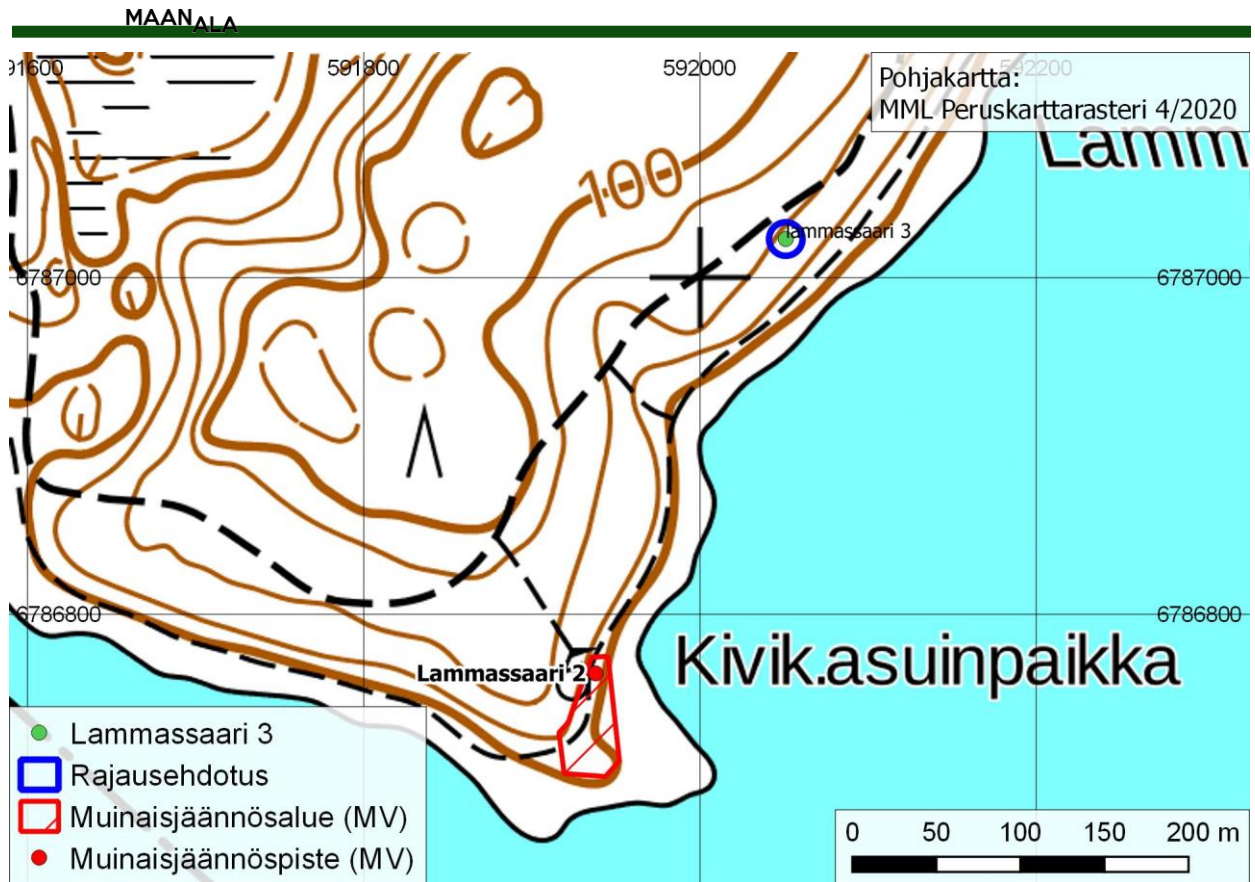 MAANALA
91600
591800
592000
592200
Pohjakartta:
MML Peruskarttarasteri 4/2020
Lamm
100
lammassaari 3
6787000
6787000
6786800
6786800
Kivik.asuinpaikka
Lammassaari 2
Lammassaari 3
Rajausehdotus
Muinaisjäännösalue (MV)
Muinaisjäännöspiste (MV)
0 50 100 150 200 m